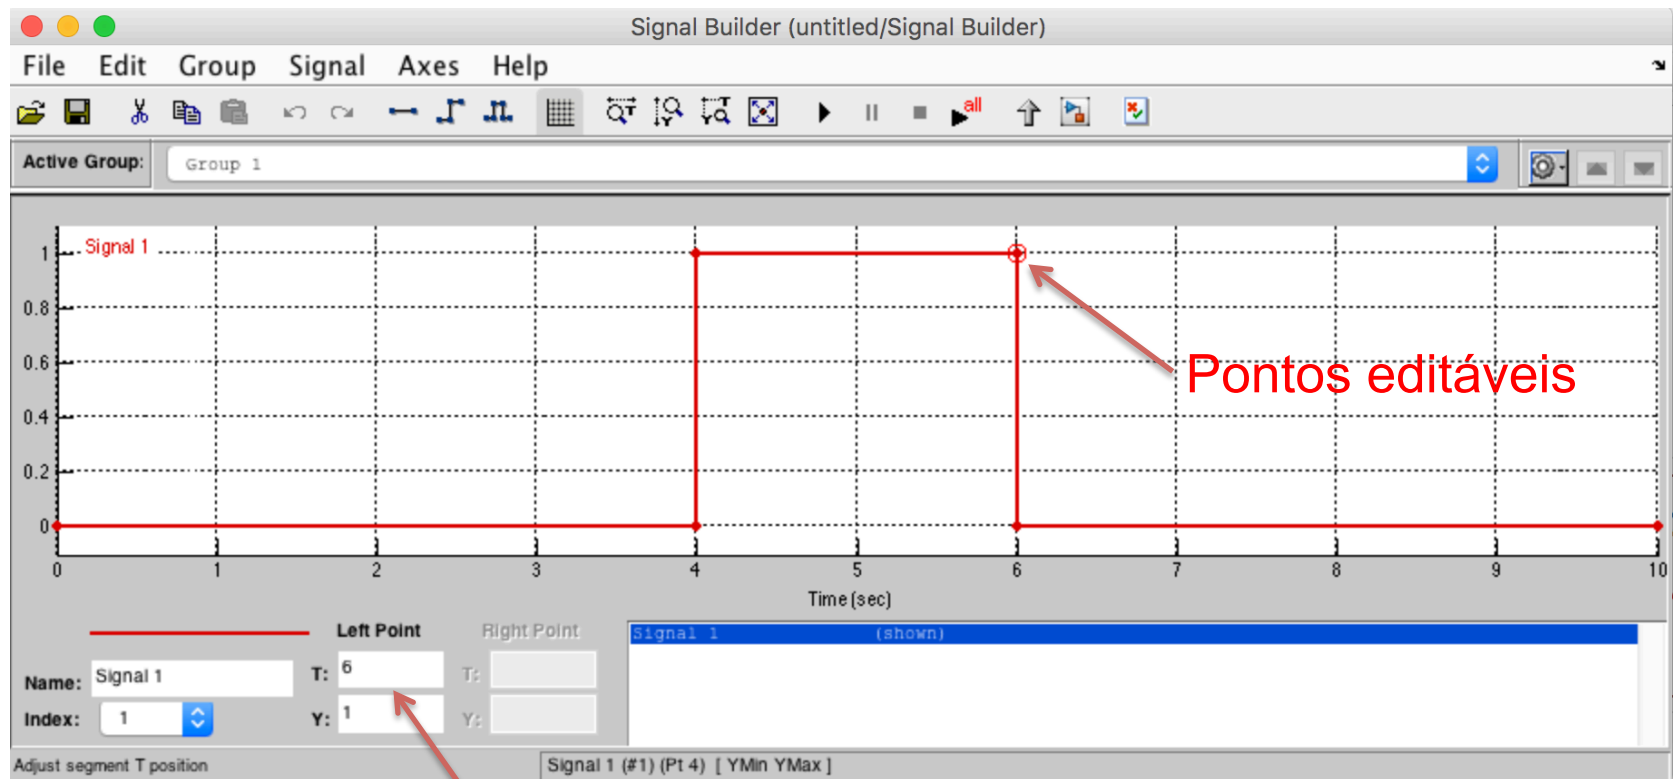 Signal Builder (untitled/Signal Builder)
File Edit Group Signal Axes Help
all
Active Group: Group 1
Signal 1
1
0.8
0.6
0.4
0.2
0
Pontos editáveis
0 1 2 3 4 5 6 7 8 9 10
Time (sec)
Left Point Right Point
Signal 1 (shown)
Name: Signal 1 T: 6 T:
Index: 1 Y: 1 Y:
Adjust segment T position
Signal 1 (#1) (Pt 4) [ YMin YMax ]